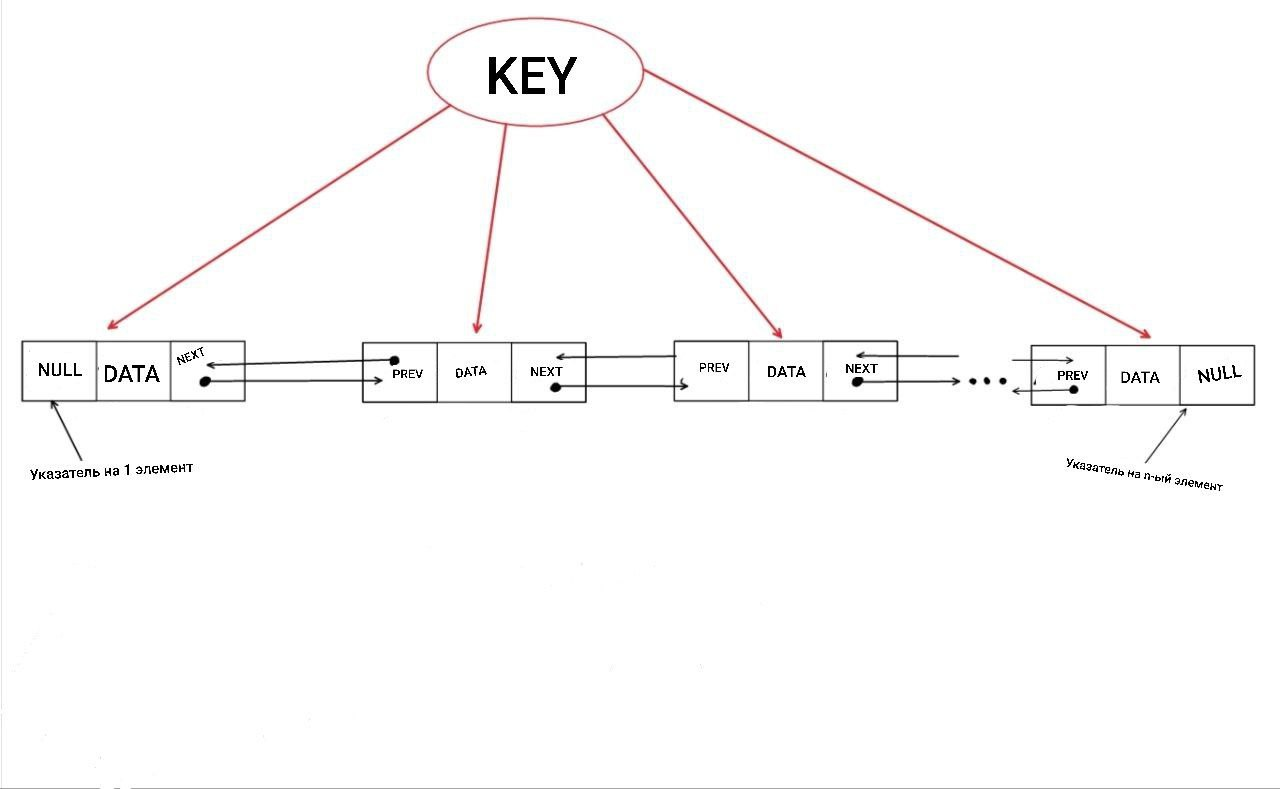 KEY
NULL DATA NEXT
PREV DATA NEXT
PREV DATA NEXT
PREV DATA NULL
Указатель на 1 элемент
Указатель на n-ый элемент